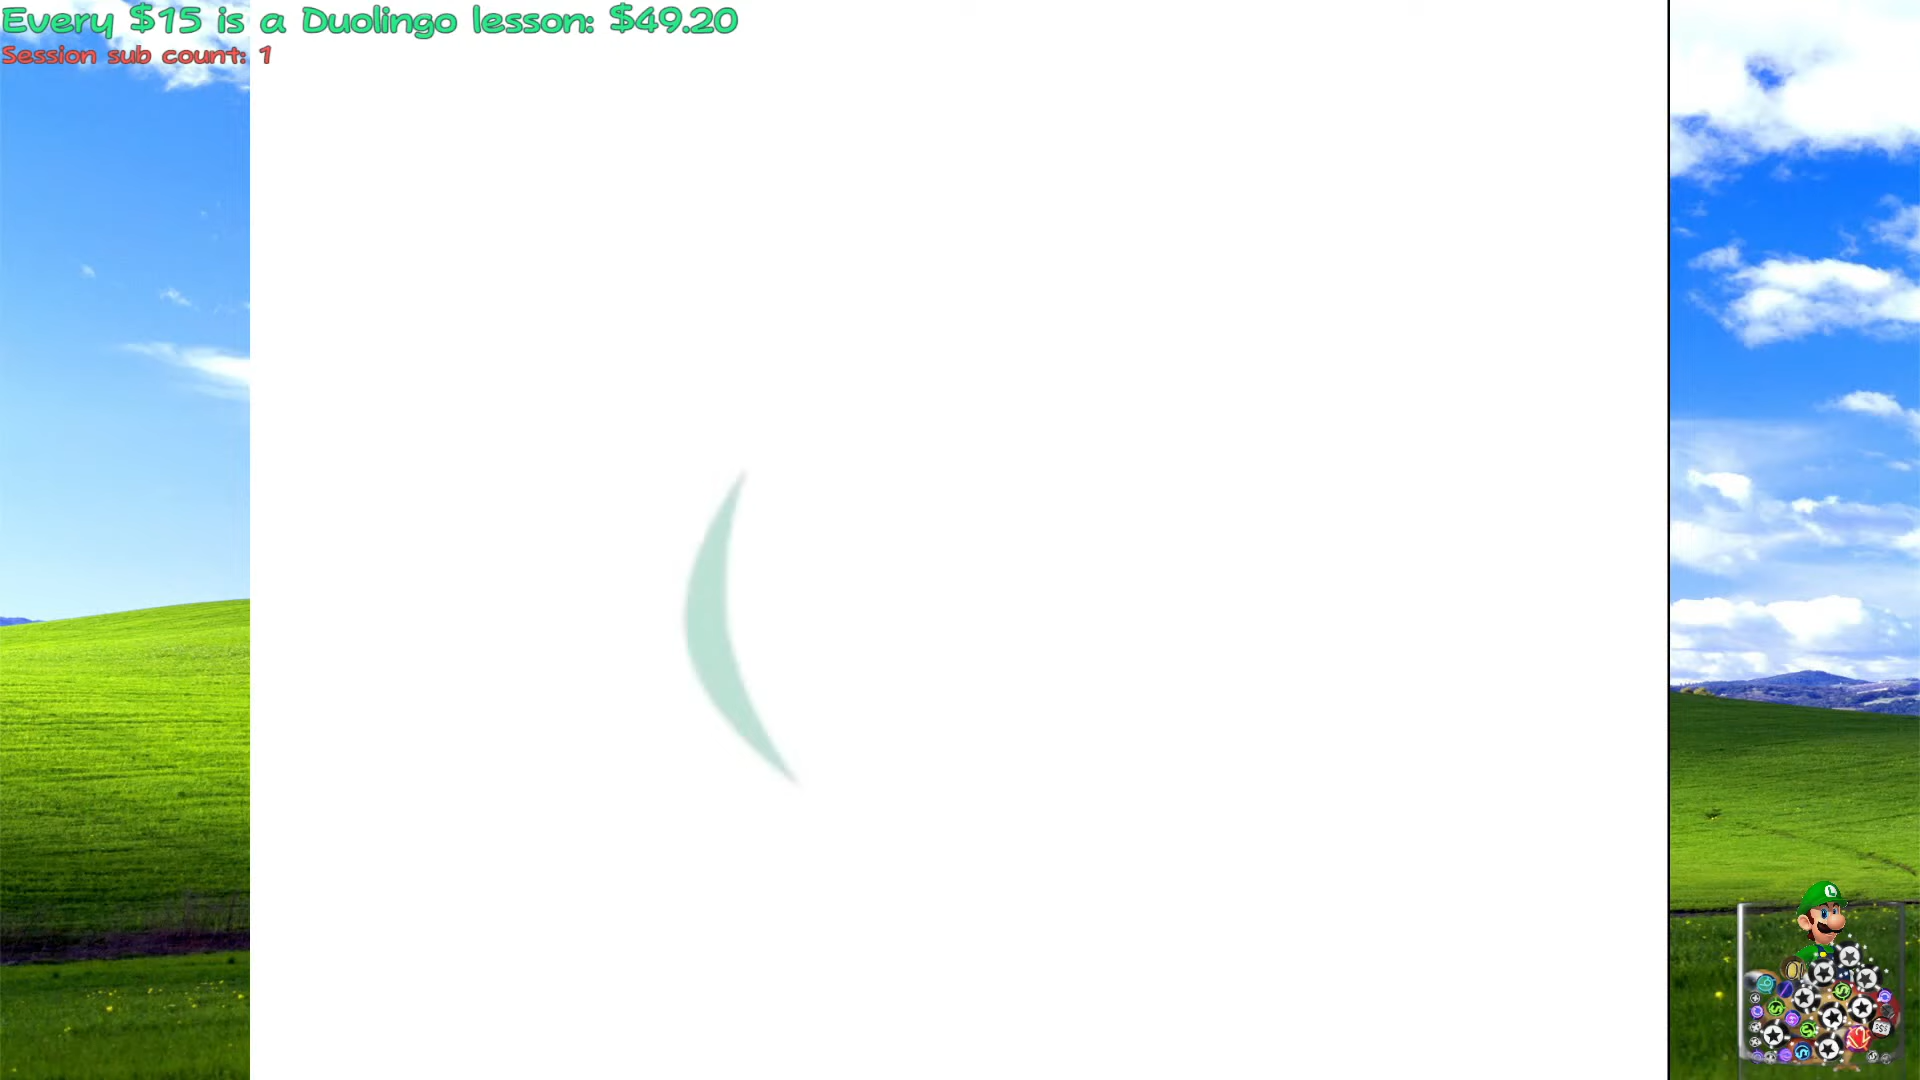 Every $15 is a Duolingo lesson: $49.20
Session sub count: 1